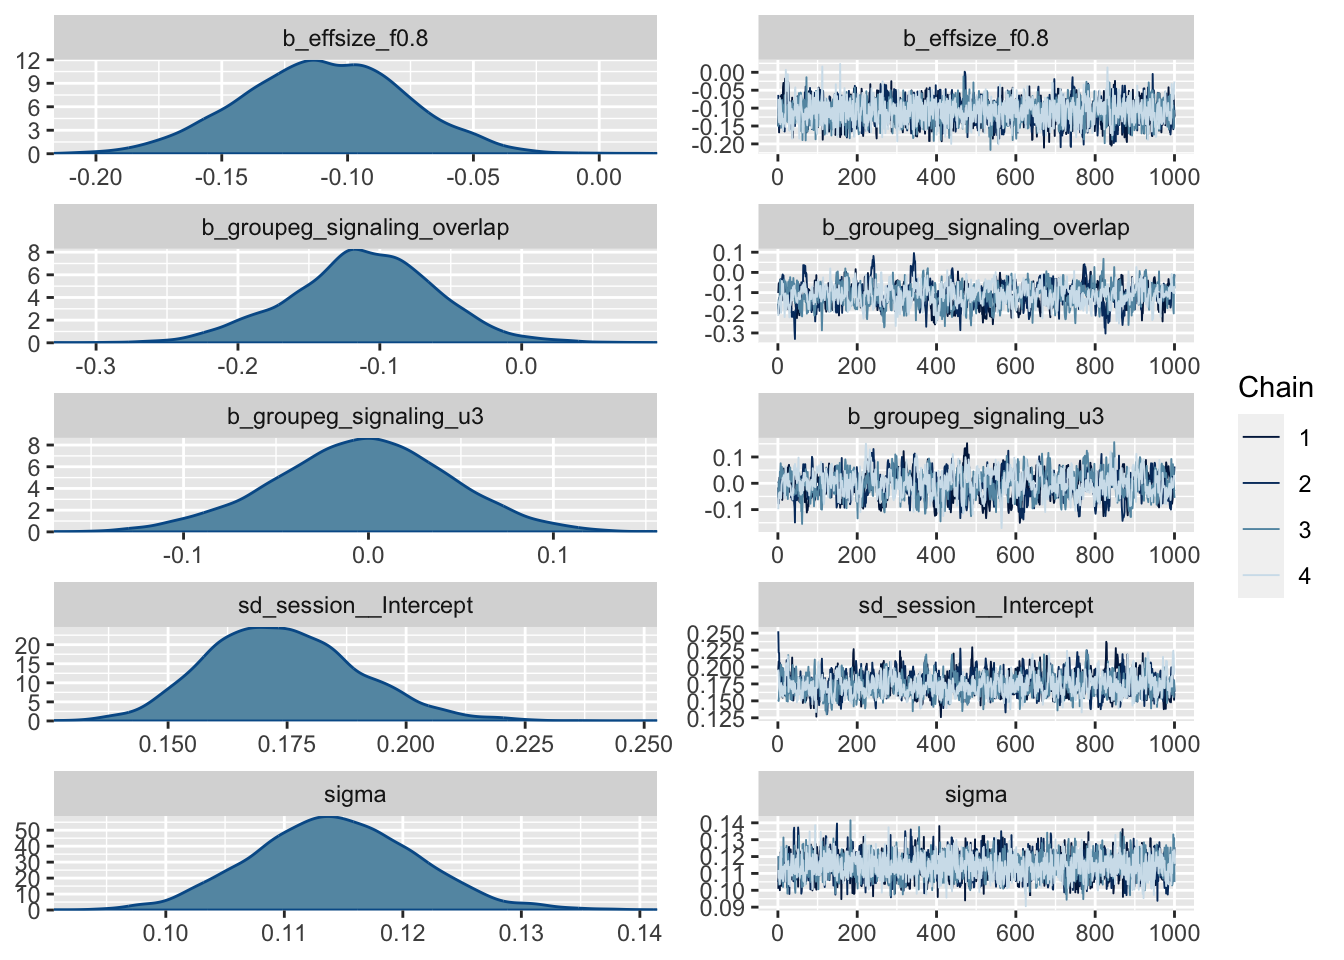 b_effsize_f0.8
12
9
6
3
0
-0.20 -0.15 -0.10 -0.05 0.00
b_effsize_f0.8
0.00
-0.05
-0.10
-0.15
-0.20
0 200 400 600 800 1000
b_groupeg_signaling_overlap
8
6
4
2
0
-0.3 -0.2 -0.1 0.0
b_groupeg_signaling_overlap
0.1
0.0
-0.1
-0.2
-0.3
0 200 400 600 800 1000
b_groupeg_signaling_u3
8
6
4
2
0
-0.1 0.0 0.1
b_groupeg_signaling_u3
0.1
0.0
-0.1
0 200 400 600 800 1000
sd_session__Intercept
20
15
10
5
0
0.150 0.175 0.200 0.225 0.250
sd_session__Intercept
0.250
0.225
0.200
0.175
0.150
0.125
0 200 400 600 800 1000
sigma
50
40
30
20
10
0
0.10 0.11 0.12 0.13 0.14
sigma
0.14
0.13
0.12
0.11
0.10
0.09
0 200 400 600 800 1000
Chain
1
2
3
4